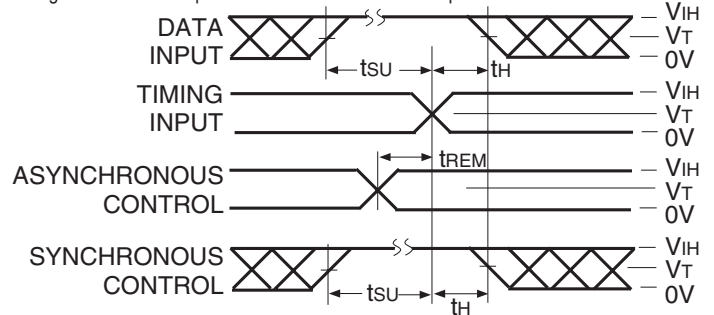 DATA INPUT
VIH
VT
0V
tSU
tH
TIMING INPUT
VIH
VT
0V
tREM
ASYNCHRONOUS CONTROL
VIH
VT
0V
SYNCHRONOUS CONTROL
VIH
VT
0V
tSU
tH